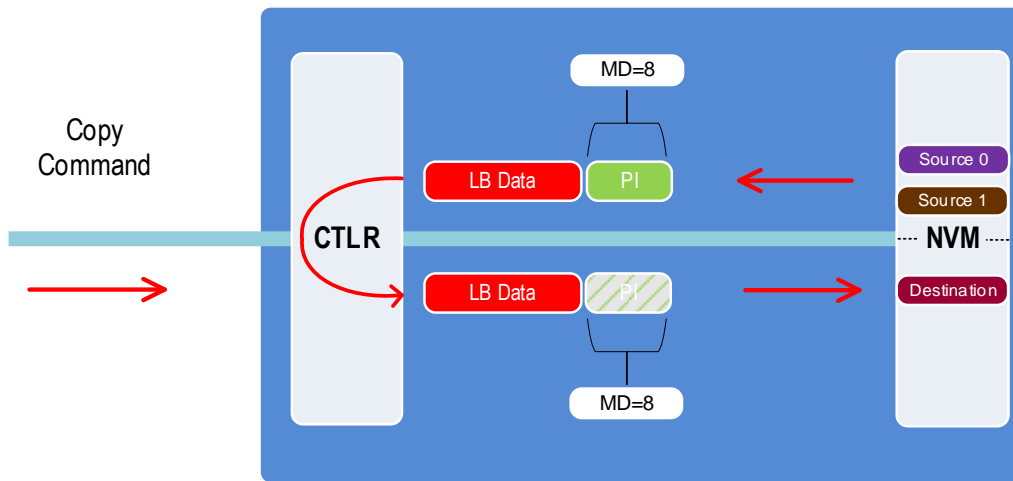 MD=8
Copy
Command
LB Data
PI
Source 0
Source 1
CTLR
NVM
LB Data
PI
Destination
MD=8